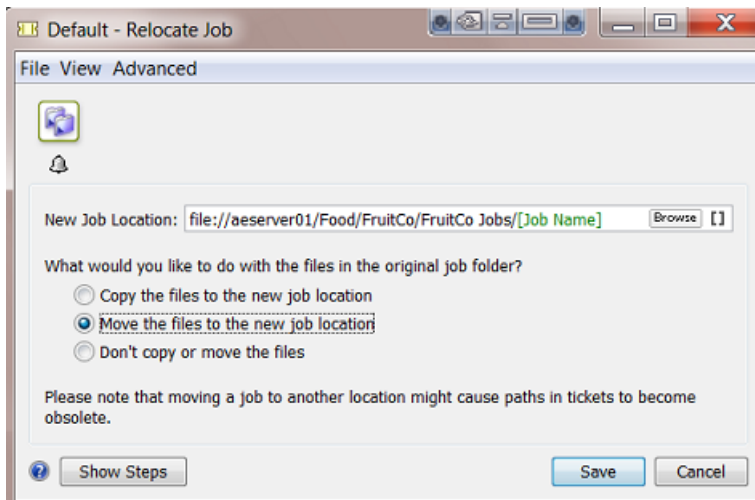 Default - Relocate Job
File View Advanced
New Job Location: file://aeserver01/Food/FruitCo/FruitCo Jobs/[Job Name] Browse []
What would you like to do with the files in the original job folder?
Copy the files to the new job location
Move the files to the new job location
Don't copy or move the files
Please note that moving a job to another location might cause paths in tickets to become
obsolete.
Show Steps Save Cancel